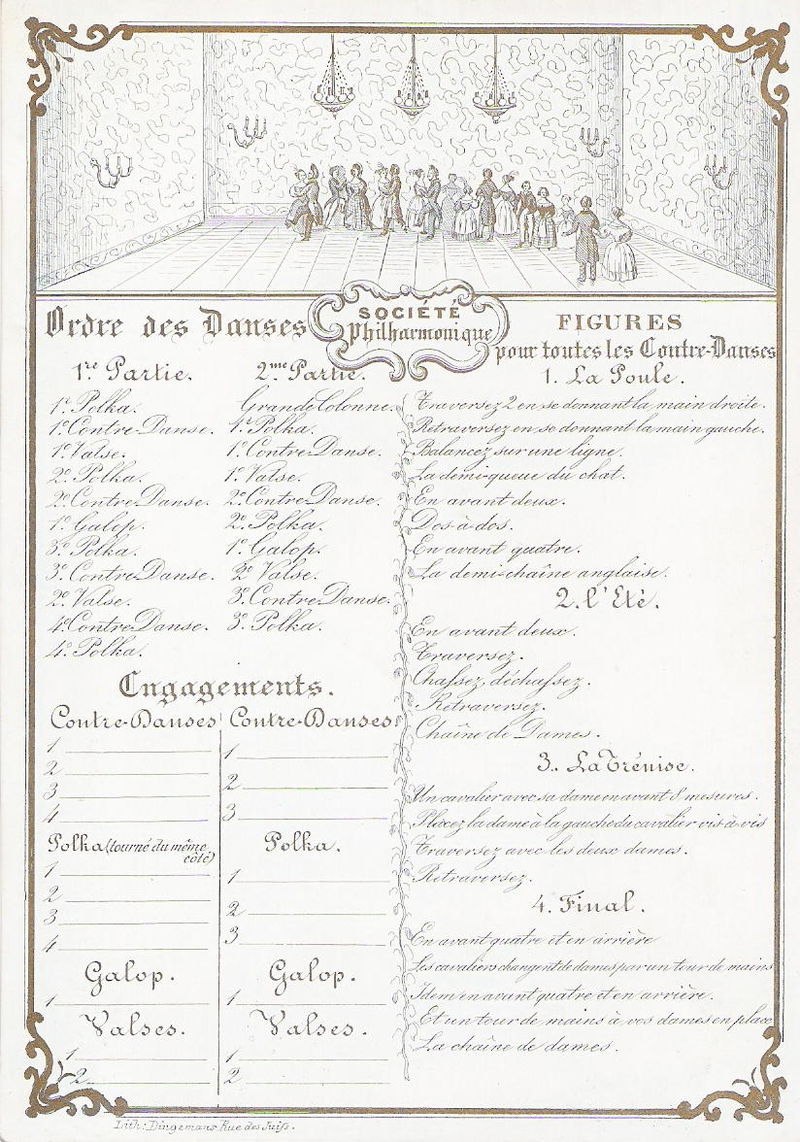 SOCIÉTÉ
Philharmonique
Ordre des Danses
1re Partie.
1e. Polka.
1e. Contre-Danse.
1e. Valse.
2e. Polka.
2e. Contre Danse.
1e. Galop.
3e. Polka.
3e. Contre Danse.
2e. Valse.
4e. Contre Danse.
4e. Polka.
2me Partie.
Grande Colonne.
1e. Polka.
1e. Contre Danse.
1e. Valse.
2e. Contre Danse.
2e. Polka.
1e. Galop.
2e Valse.
3e. Contre Danse.
3e. Polka.
Engagements.
Contre-Danses
1
2
3
4
Polka (tourné du même
côté)
1
2
3
4
Galop.
1
Valses.
1
2
Contre-Danses
1
2
3
Polka.
1
2
3
Galop.
1
Valses.
1
2
FIGURES
pour toutes les Contre-Danses
1. La Poule.
Traversez 2 en se donnant la main droite.
Retraversez en se donnant la main gauche.
Balancez sur une ligne.
La demi-queue du chat.
En avant deux.
Dos-à-dos.
En avant quatre.
La demi-chaîne anglaise.
2. l'Eté.
En avant deux.
Traversez.
Chassez, déchassez.
Retraversez.
Chaîne de Dames.
3. La Trénise.
Un cavalier avec sa dame en avant 8 mesures.
Placez la dame à la gauche du cavalier vis-à-vis
Traversez avec les deux dames.
Retraversez.
4. Final.
En avant quatre et en arrière
Les cavaliers changent de dames par un tour de mains
Idem en avant quatre et en arrière.
Et un tour de mains à vos dames en place
La chaîne de dames.
Lith: Dingemans Rue des Juifs.